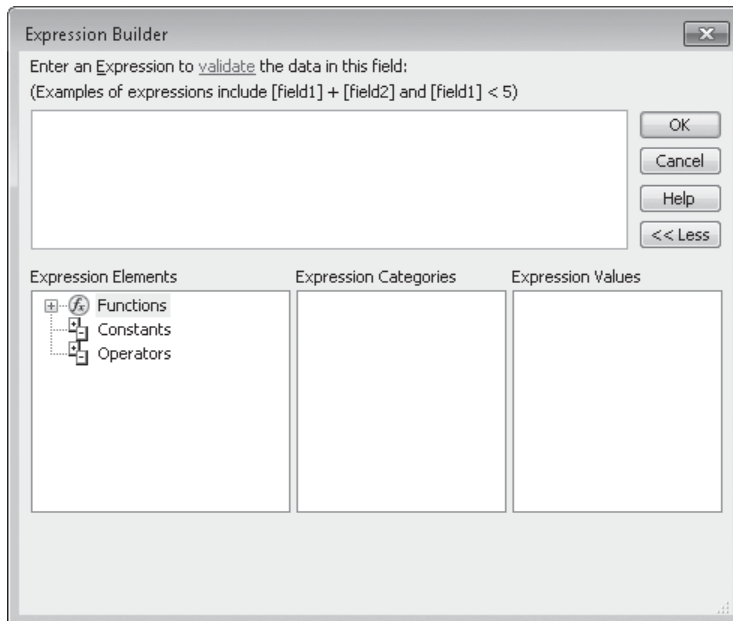 Expression Builder
Enter an Expression to validate the data in this field:
(Examples of expressions include [field1] + [field2] and [field1] < 5)
OK
Cancel
Help
<< Less
Expression Elements
Expression Categories
Expression Values
Functions
Constants
Operators